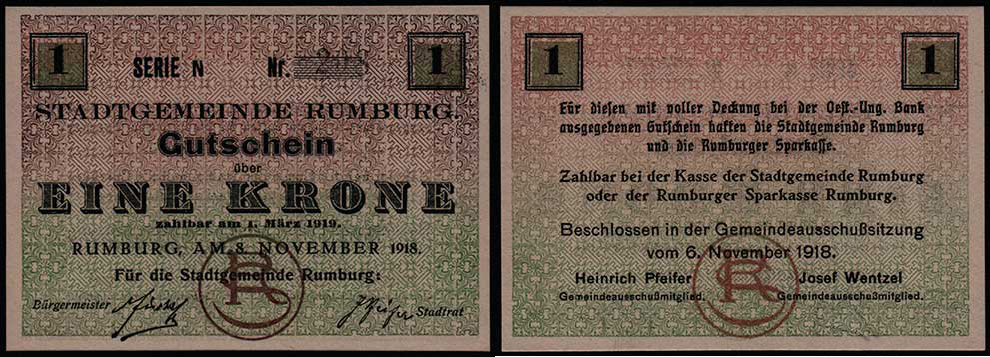 1 1
SERIE N Nr.
STADTGEMEINDE RUMBURG.
Gutschein
über
EINE KRONE
zahlbar am 1. März 1919.
RUMBURG, AM 8. NOVEMBER 1918.
Für die Stadtgemeinde Rumburg:
Bürgermeister Stadtrat
1 1
Für diesen mit voller Deckung bei der Oest.-Ung. Bank
ausgegebenen Gutschein haften die Stadtgemeinde Rumburg
und die Rumburger Sparkasse.
Zahlbar bei der Kasse der Stadtgemeinde Rumburg
oder der Rumburger Sparkasse Rumburg.
Beschlossen in der Gemeindeausschußsitzung
vom 6. November 1918.
Heinrich Pfeifer Josef Wentzel
Gemeindeausschußmitglied. Gemeindeausschußmitglied.